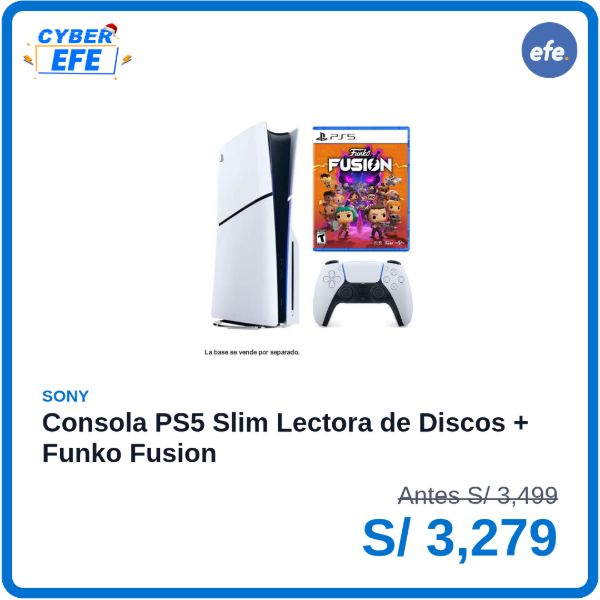 CYBER
EFE
efe.
PS5
Funko
FUSION
La base se vende por separado.
SONY
Consola PS5 Slim Lectora de Discos +
Funko Fusion
Antes S/ 3,499
S/ 3,279